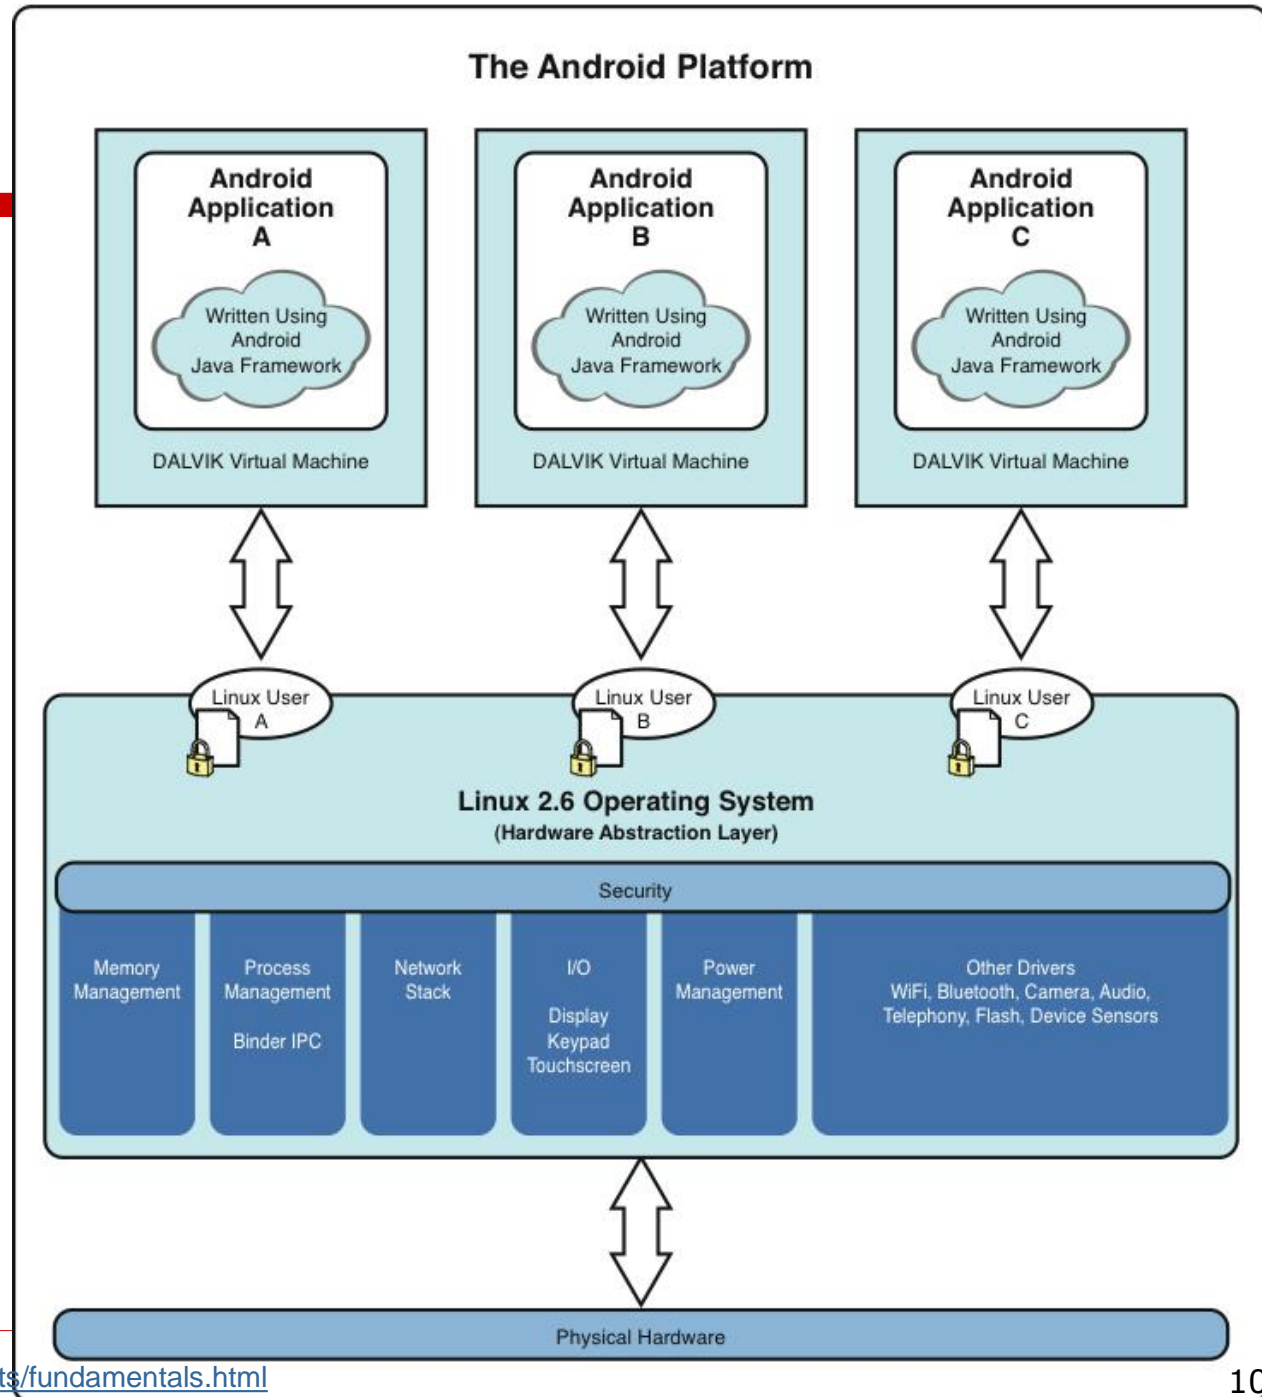 The Android Platform
Android
Application
A
Written Using
Android
Java Framework
DALVIK Virtual Machine
Android
Application
B
Written Using
Android
Java Framework
DALVIK Virtual Machine
Android
Application
C
Written Using
Android
Java Framework
DALVIK Virtual Machine
Linux User
A
Linux User
B
Linux User
C
Linux 2.6 Operating System
(Hardware Abstraction Layer)
Security
Memory
Management
Process
Management
Binder IPC
Network
Stack
I/O
Display
Keypad
Touchscreen
Power
Management
Other Drivers
WiFi, Bluetooth, Camera, Audio,
Telephony, Flash, Device Sensors
Physical Hardware
ts/fundamentals.html
10